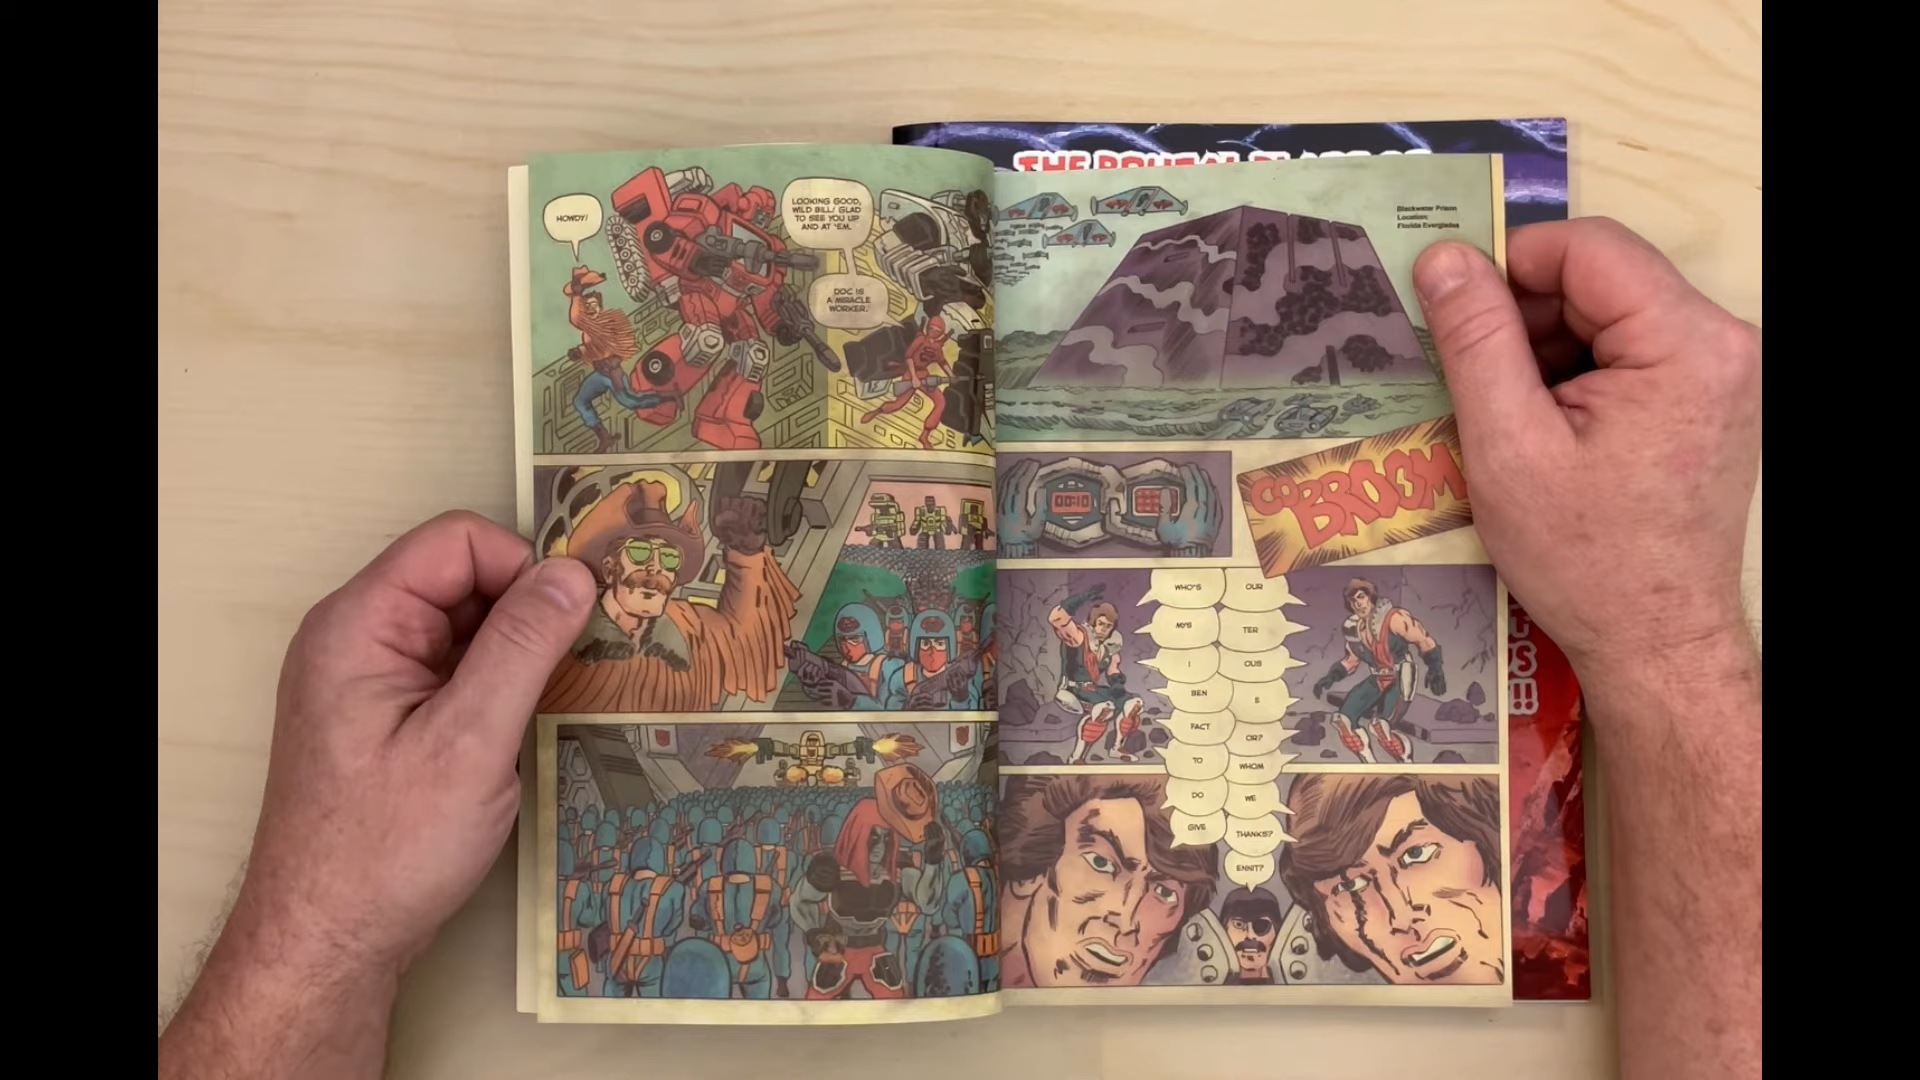 HOWDY!
LOOKING GOOD,
WILD BILL! GLAD
TO SEE YOU UP
AND AT 'EM.
DOC IS
A MIRACLE
WORKER.
Blackwater Prison
Location:
Florida Everglades
00:10
COBROOM
WHO'S
OUR
MYS
TER
I
OUS
BEN
E
FACT
OR?
TO
WHOM
DO
WE
GIVE
THANKS?
ENNIT?